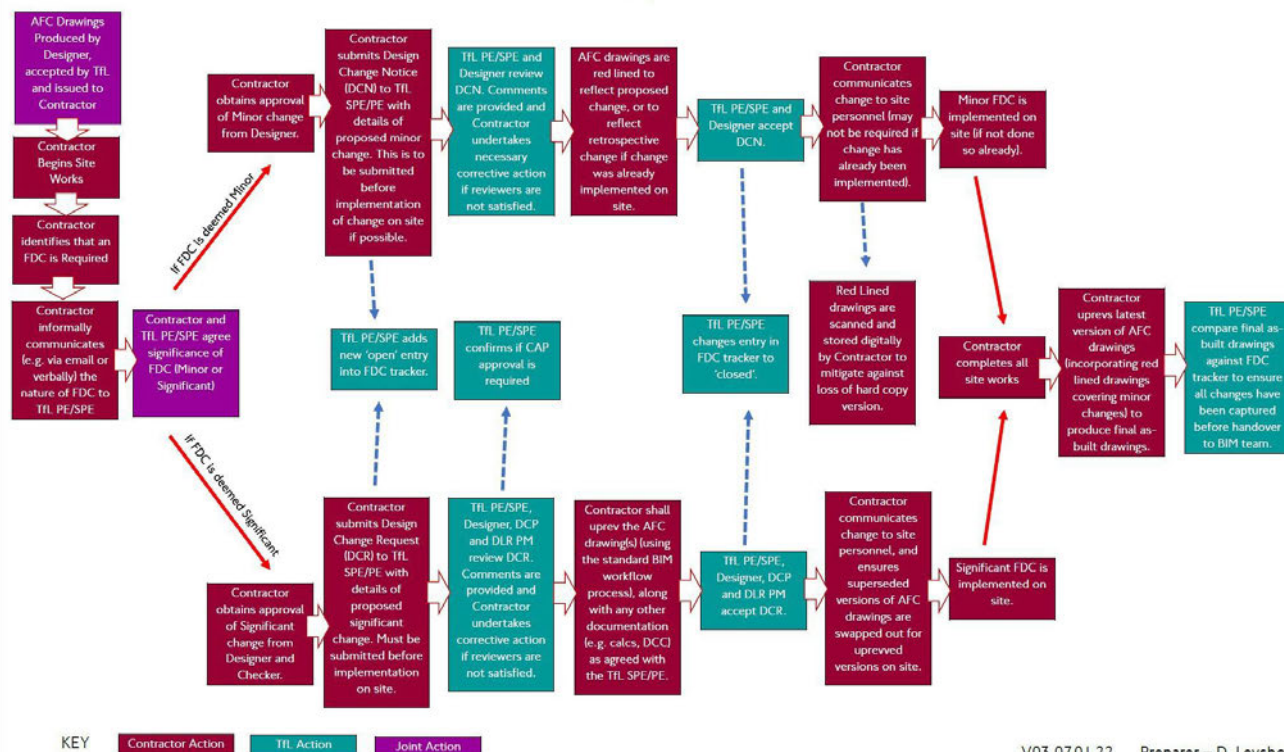 AFC Drawings
Produced by
Designer,
accepted by TfL
and issued to
Contractor
Contractor
Begins Site
Works
Contractor
identifies that an
FDC is Required
Contractor
informally
communicates
(e.g. via email or
verbally) the
nature of FDC to
TfL PE/SPE
Contractor and
TfL PE/SPE agree
significance of
FDC (Minor or
Significant)
If FDC is deemed Minor
Contractor
obtains approval
of Minor change
from Designer.
Contractor
submits Design
Change Notice
(DCN) to TfL
SPE/PE with
details of
proposed minor
change. This is to
be submitted
before
implementation
of change on site
if possible.
TfL PE/SPE and
Designer review
DCN. Comments
are provided and
Contractor
undertakes
necessary
corrective action
if reviewers are
not satisfied.
AFC drawings are
red lined to
reflect proposed
change, or to
reflect
retrospective
change if change
was already
implemented on
site.
TfL PE/SPE and
Designer accept
DCN.
Contractor
communicates
change to site
personnel (may
not be required if
change has
already been
implemented).
Minor FDC is
implemented on
site (if not done
so already).
TfL PE/SPE adds
new 'open' entry
into FDC tracker.
TfL PE/SPE
confirms if CAP
approval is
required
TfL PE/SPE
changes entry in
FDC tracker to
'closed'.
Red Lined
drawings are
scanned and
stored digitally
by Contractor to
mitigate against
loss of hard copy
version.
Contractor
completes all
site works
Contractor
uprevs latest
version of AFC
drawings
(incorporating red
lined drawings
covering minor
changes) to
produce final as-
built drawings.
TfL PE/SPE
compare final as-
built drawings
against FDC
tracker to ensure
all changes have
been captured
before handover
to BIM team.
If FDC is deemed Significant
Contractor
obtains approval
of Significant
change from
Designer and
Checker.
Contractor
submits Design
Change Request
(DCR) to TfL
SPE/PE with
details of
proposed
significant
change. Must be
submitted before
implementation
on site.
TfL PE/SPE,
Designer, DCP
and DLR PM
review DCR.
Comments are
provided and
Contractor
undertakes
corrective action
if reviewers are
not satisfied.
Contractor shall
uprev the AFC
drawing(s) (using
the standard BIM
workflow
process), along
with any other
documentation
(e.g. calcs, DCC)
as agreed with
the TfL SPE/PE.
TfL PE/SPE,
Designer, DCP
and DLR PM
accept DCR.
Contractor
communicates
change to site
personnel, and
ensures
superseded
versions of AFC
drawings are
swapped out for
uprevved
versions on site.
Significant FDC is
implemented on
site.
KEY
Contractor Action
TfL Action
Joint Action
Preparer – D.